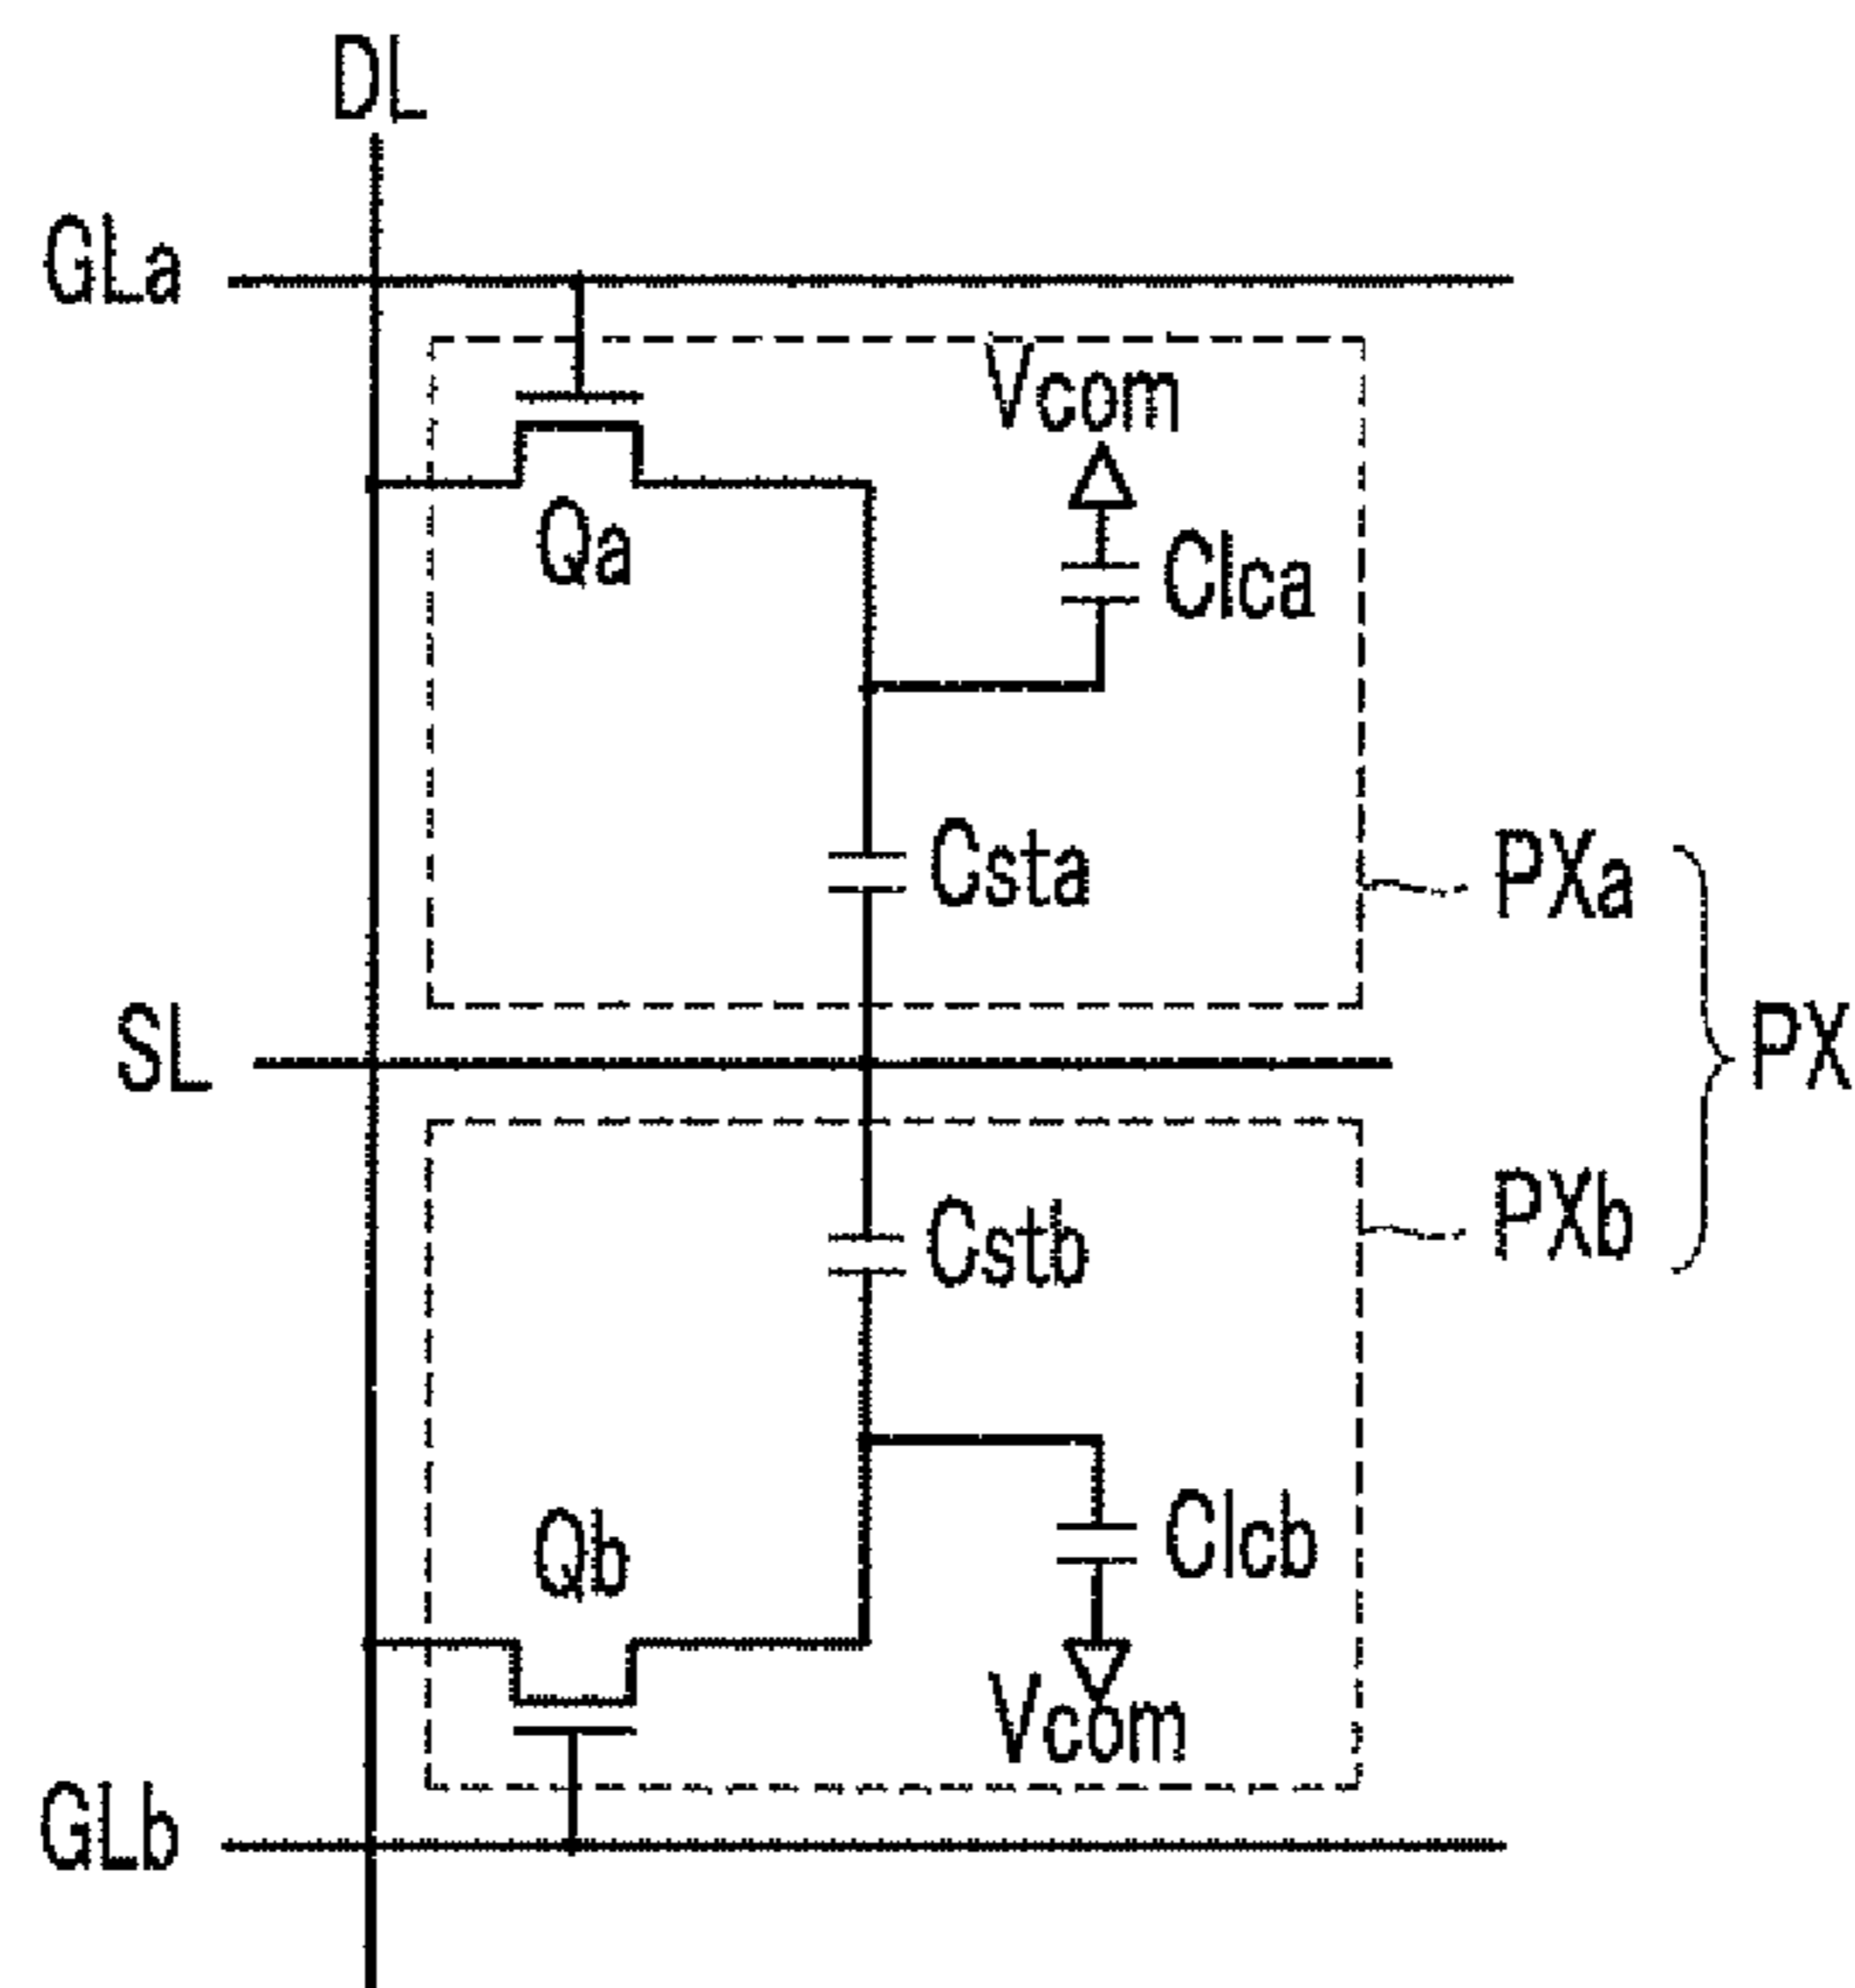 DL
GLa
Vcom
Qa
Clca
Csta
PXa
SL
PX
PXb
Cstb
Qb
Clcb
Vcom
GLb